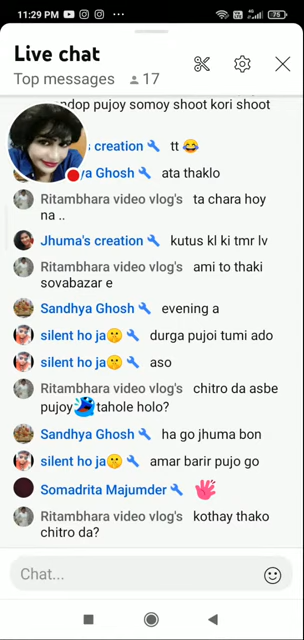 11:29 PM
75
Live chat
Top messages 17
pujoy somoy shoot kori shoot
creation tt 😂
ya Ghosh ata thaklo
Ritambhara video vlog's ta chara hoy
na ..
Jhuma's creation kutus kl ki tmr lv
Ritambhara video vlog's ami to thaki
sovabazar e
Sandhya Ghosh evening a
silent ho ja🤫 durga pujoi tumi ado
silent ho ja🤫 aso
Ritambhara video vlog's chitro da asbe
pujoy tahole holo?
Sandhya Ghosh ha go jhuma bon
silent ho ja🤫 amar barir pujo go
Somadrita Majumder
Ritambhara video vlog's kothay thako
chitro da?
Chat...